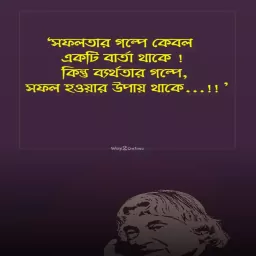 ‘সফলতার গল্পে কেবল
একটি বার্তা থাকে !
কিন্তু ব্যর্থতার গল্পে,
সফল হওয়ার উপায় থাকে...!! ’